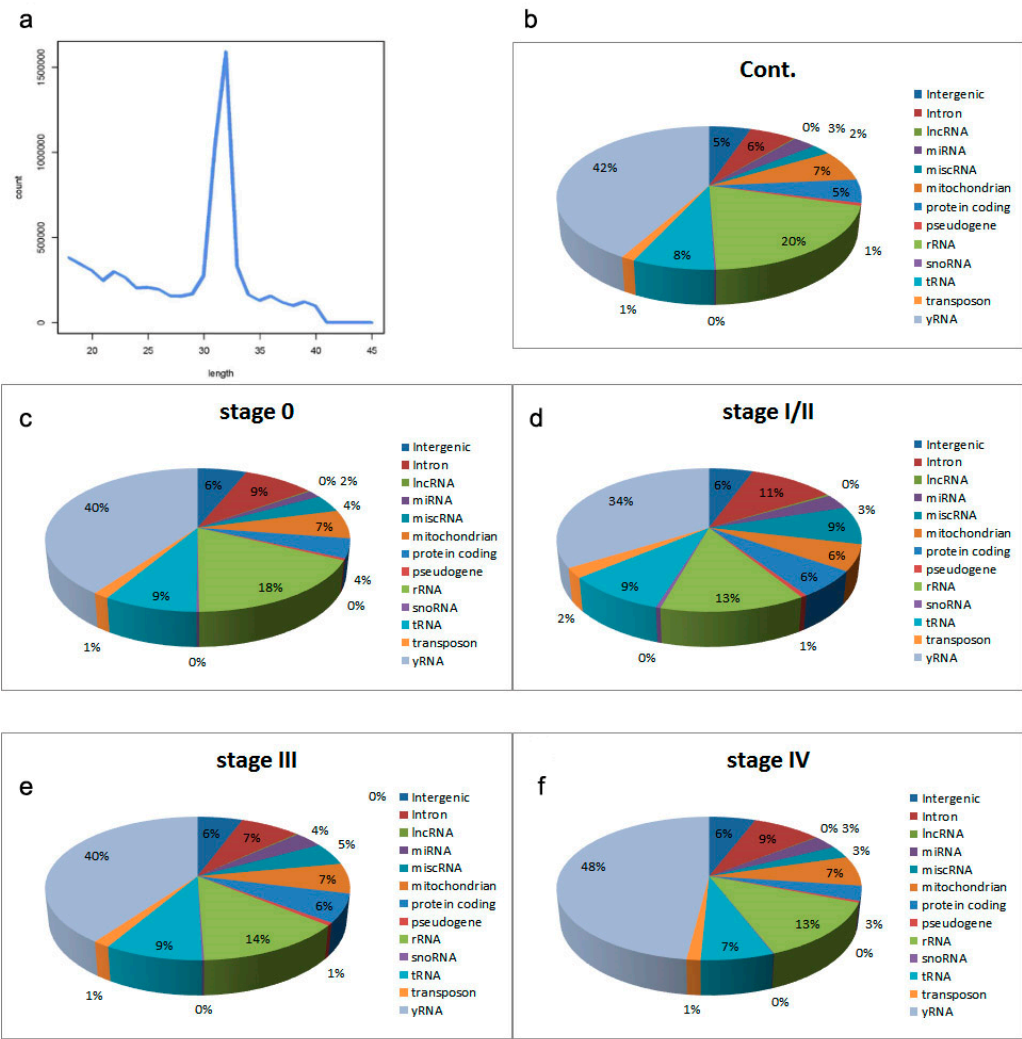 a
1500000
1000000
500000
0
count
20 25 30 35 40 45
length
b
Cont.
5%
6%
0% 3% 2%
7%
5%
1%
20%
0%
8%
1%
42%
Intergenic
Intron
lncRNA
miRNA
miscRNA
mitochondrian
protein coding
pseudogene
rRNA
snoRNA
tRNA
transposon
yRNA
c
stage 0
6%
9%
0% 2%
4%
7%
4%
0%
18%
0%
9%
1%
40%
Intergenic
Intron
lncRNA
miRNA
miscRNA
mitochondrian
protein coding
pseudogene
rRNA
snoRNA
tRNA
transposon
yRNA
d
stage I/II
6%
11%
0%
3%
9%
6%
6%
1%
13%
0%
9%
2%
34%
Intergenic
Intron
lncRNA
miRNA
miscRNA
mitochondrian
protein coding
pseudogene
rRNA
snoRNA
tRNA
transposon
yRNA
e
stage III
6%
7%
0%
4%
5%
7%
6%
1%
14%
0%
9%
1%
40%
Intergenic
Intron
lncRNA
miRNA
miscRNA
mitochondrian
protein coding
pseudogene
rRNA
snoRNA
tRNA
transposon
yRNA
f
stage IV
6%
9%
0% 3%
3%
7%
3%
0%
13%
0%
7%
1%
48%
Intergenic
Intron
lncRNA
miRNA
miscRNA
mitochondrian
protein coding
pseudogene
rRNA
snoRNA
tRNA
transposon
yRNA